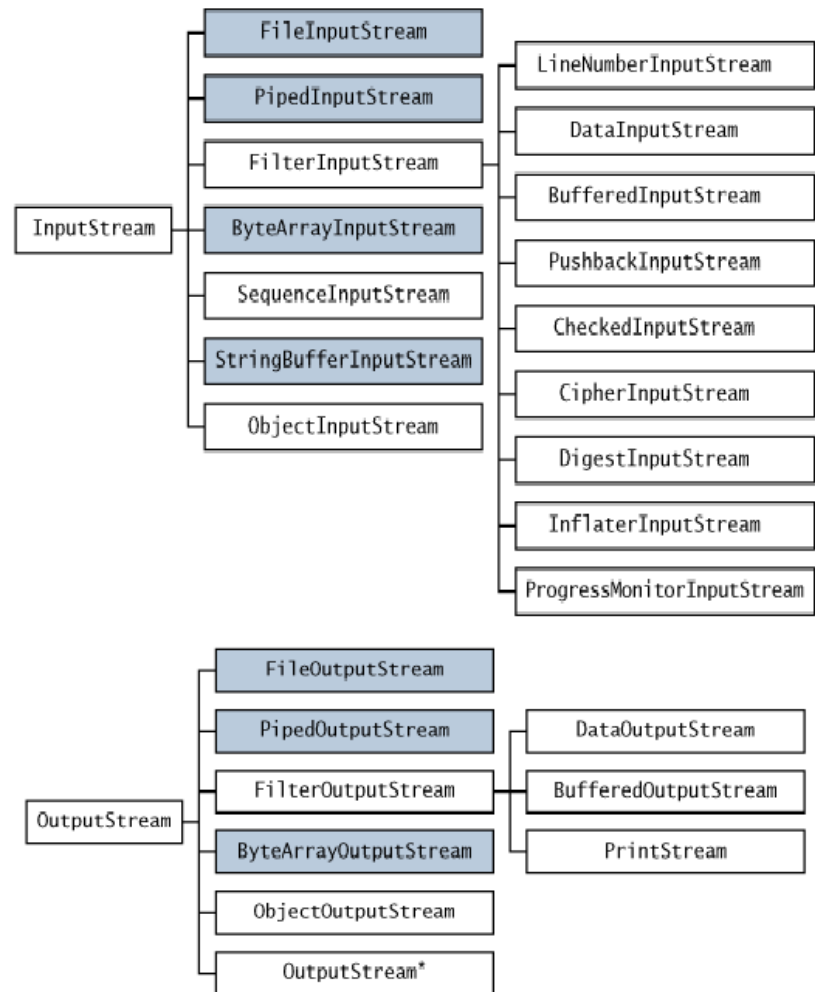 FileInputStream
PipedInputStream
FilterInputStream
InputStream
ByteArrayInputStream
SequenceInputStream
StringBufferInputStream
ObjectInputStream
LineNumberInputStream
DataInputStream
BufferedInputStream
PushbackInputStream
CheckedInputStream
CipherInputStream
DigestInputStream
InflaterInputStream
ProgressMonitorInputStream
FileOutputStream
PipedOutputStream
FilterOutputStream
OutputStream
ByteArrayOutputStream
ObjectOutputStream
OutputStream*
DataOutputStream
BufferedOutputStream
PrintStream